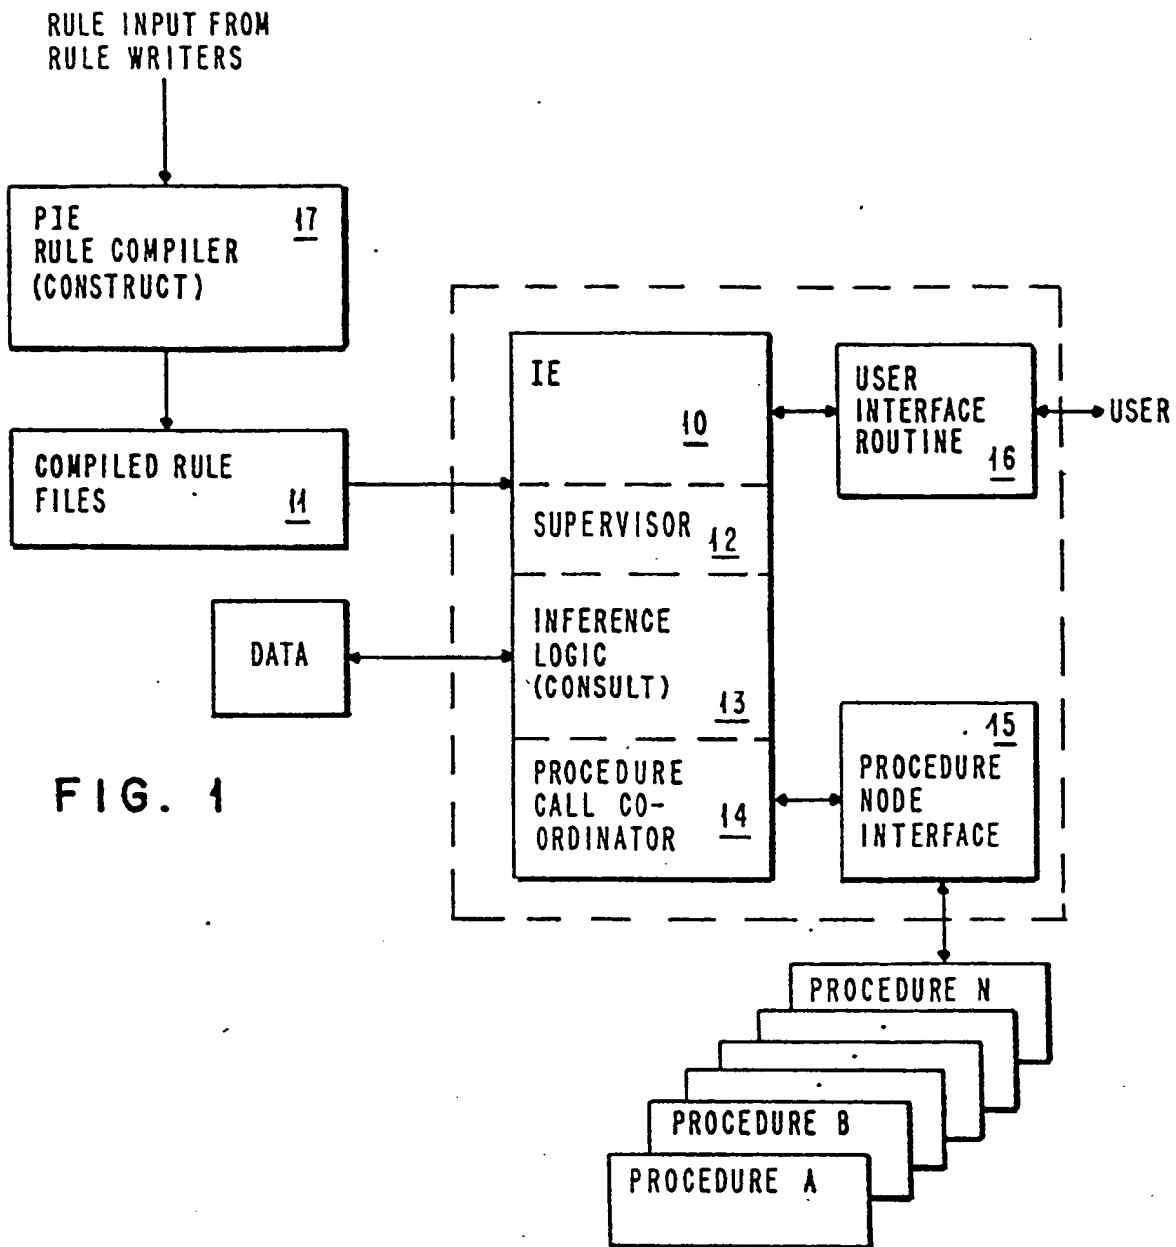 RULE INPUT FROM
RULE WRITERS
PIE 17
RULE COMPILER
(CONSTRUCT)
COMPILED RULE
FILES 11
DATA
IE
10
SUPERVISOR 12
INFERENCE
LOGIC
(CONSULT)
13
PROCEDURE
CALL CO-
ORDINATOR 14
USER
INTERFACE
ROUTINE 16
USER
15
PROCEDURE
NODE
INTERFACE
FIG. 1
PROCEDURE N
PROCEDURE B
PROCEDURE A